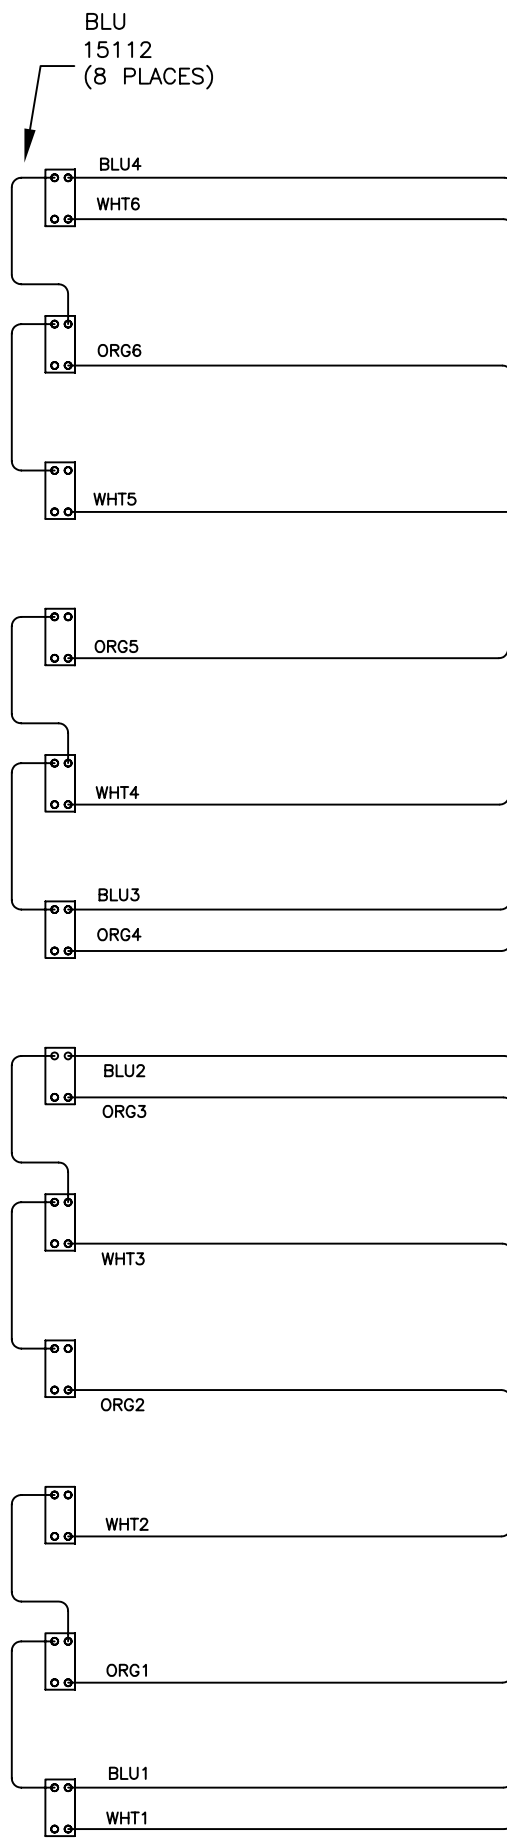 BLU
15112
(8 PLACES)
BLU4
WHT6
ORG6
WHT5
ORG5
WHT4
BLU3
ORG4
BLU2
ORG3
WHT3
ORG2
WHT2
ORG1
BLU1
WHT1